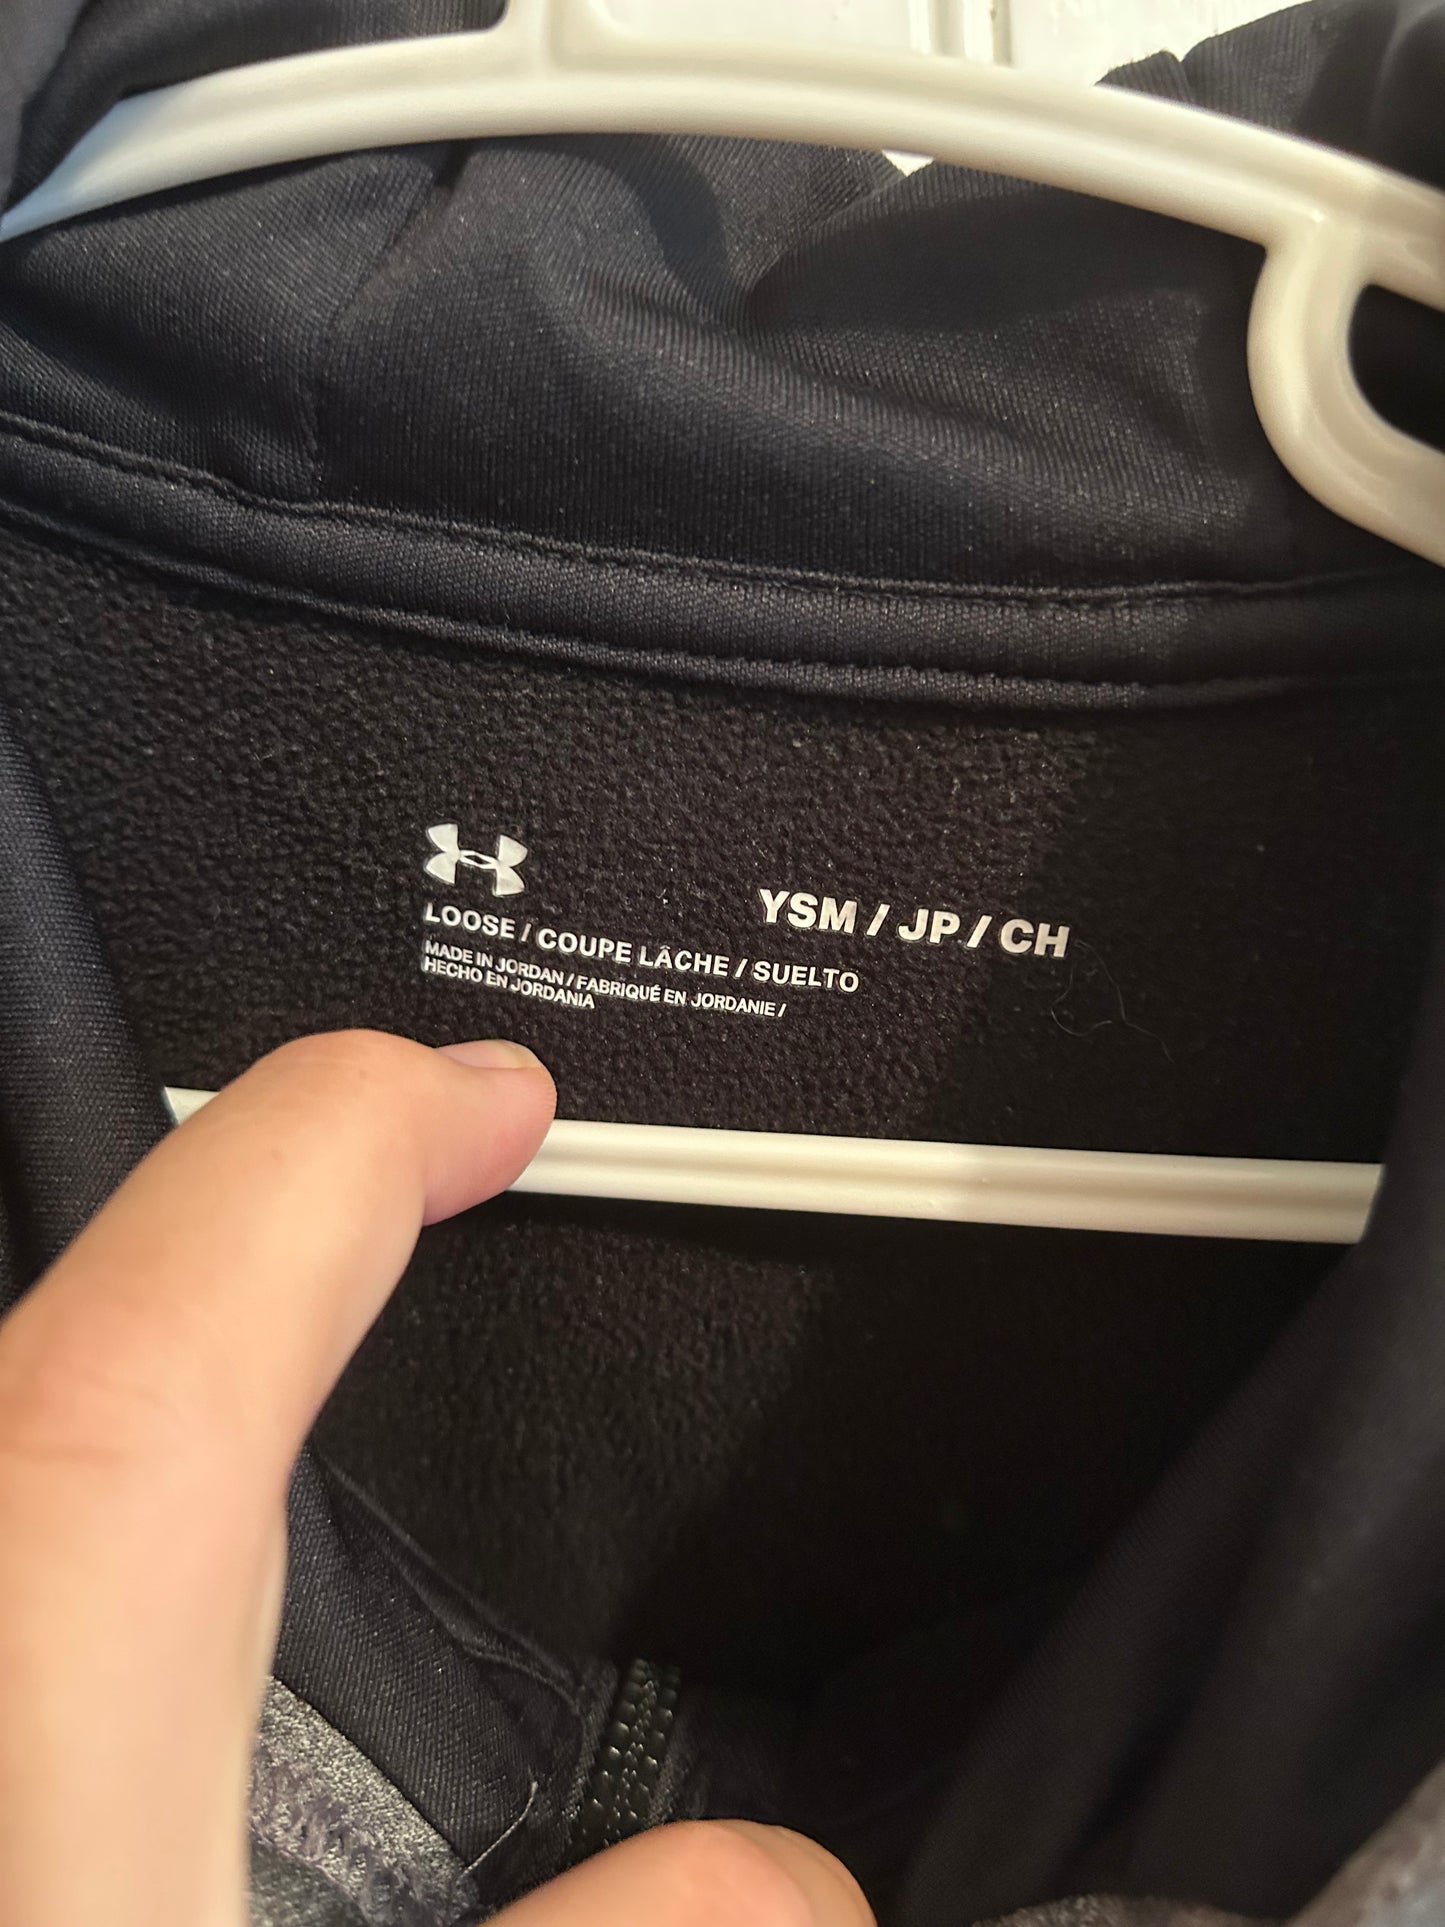 YSM / JP / CH
LOOSE / COUPE LÂCHE / SUELTO
MADE IN JORDAN / FABRIQUÉ EN JORDANIE /
HECHO EN JORDANIA